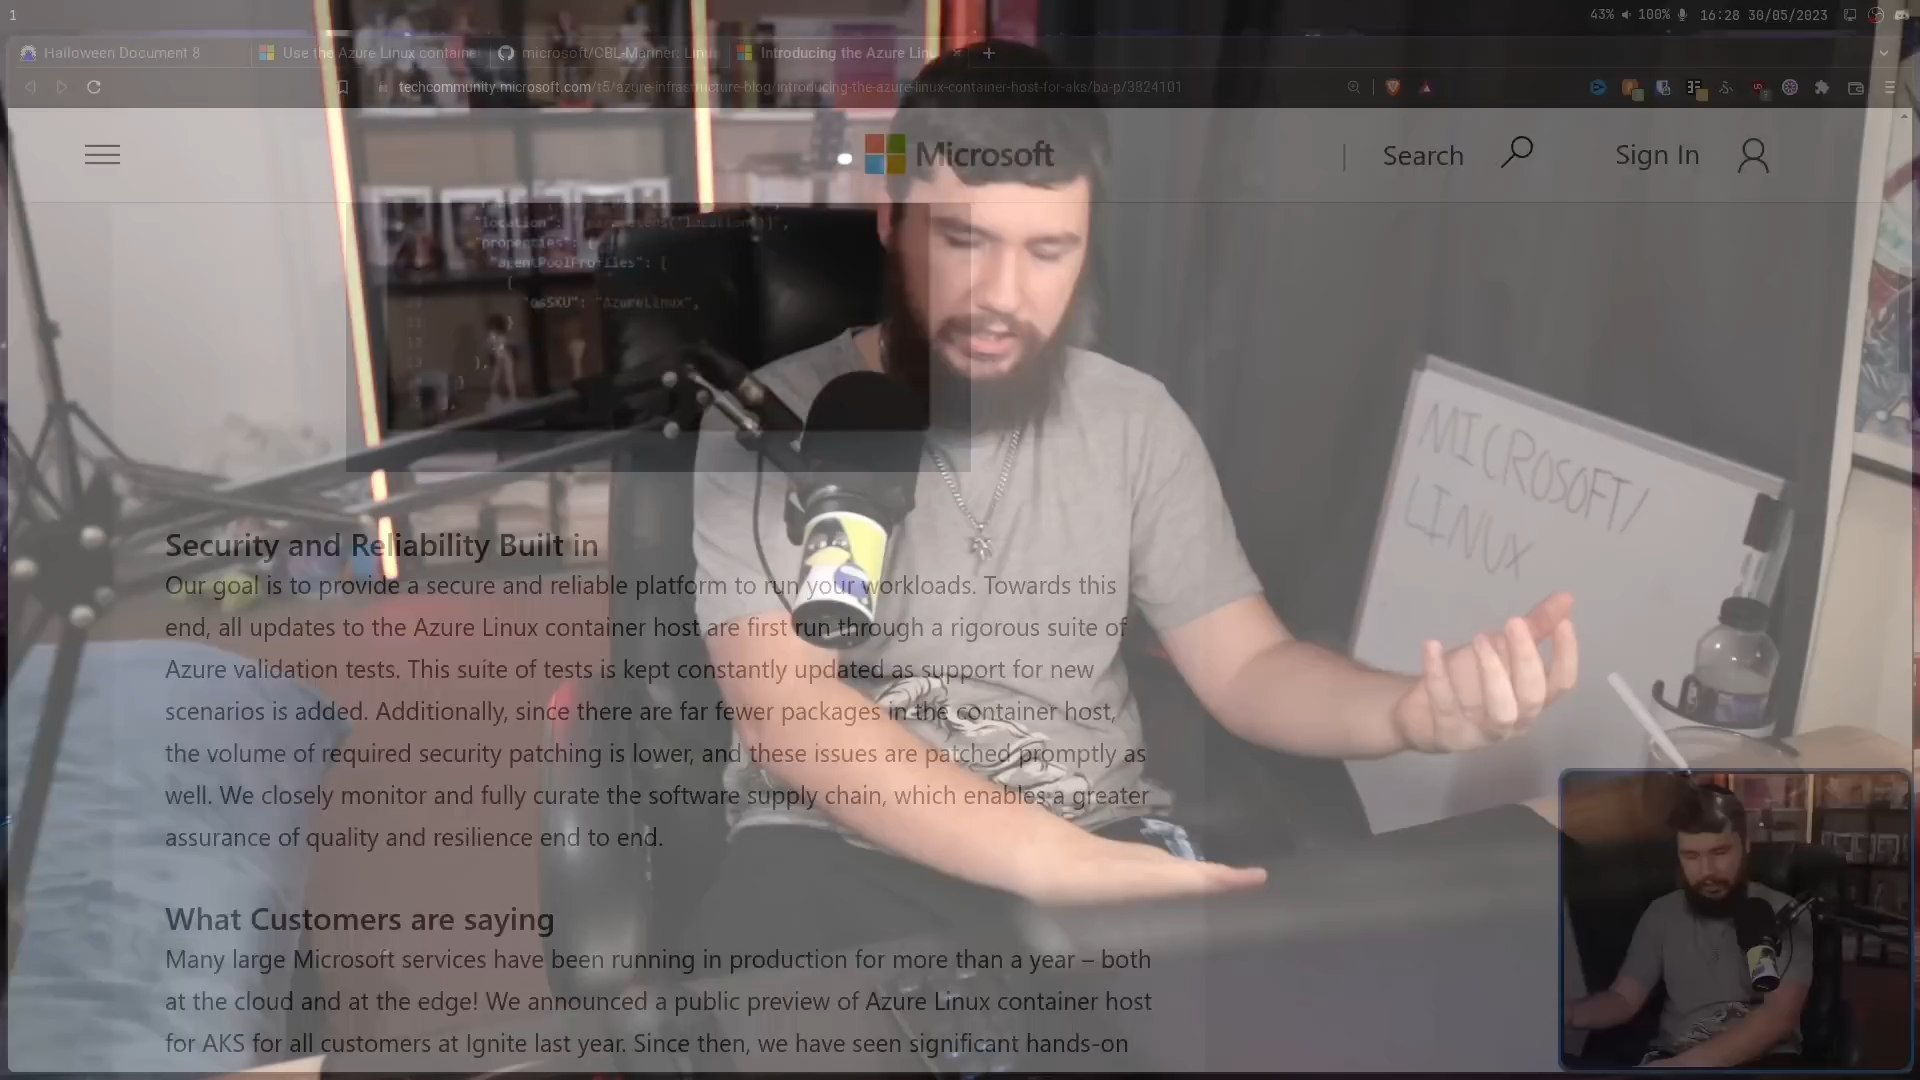 1
43% 100% 16:28 30/05/2023
Halloween Document 8
Use the Azure Linux containe
microsoft/CBL-Mariner: Linu
Introducing the Azure Lin
techcommunity.microsoft.com/t5/azure-infrastructure-blog/introducing-the-azure-linux-container-host-for-aks/ba-p/3824101
Microsoft
Search
Sign In
"location":
"properties": {
"agentPoolProfiles": [
{
"osSKU": "AzureLinux",
}
],
}
MICROSOFT/
LINUX
Security and Reliability Built in
Our goal is to provide a secure and reliable platform to run your workloads. Towards this
end, all updates to the Azure Linux container host are first run through a rigorous suite of
Azure validation tests. This suite of tests is kept constantly updated as support for new
scenarios is added. Additionally, since there are far fewer packages in the container host,
the volume of required security patching is lower, and these issues are patched promptly as
well. We closely monitor and fully curate the software supply chain, which enables a greater
assurance of quality and resilience end to end.
What Customers are saying
Many large Microsoft services have been running in production for more than a year – both
at the cloud and at the edge! We announced a public preview of Azure Linux container host
for AKS for all customers at Ignite last year. Since then, we have seen significant hands-on